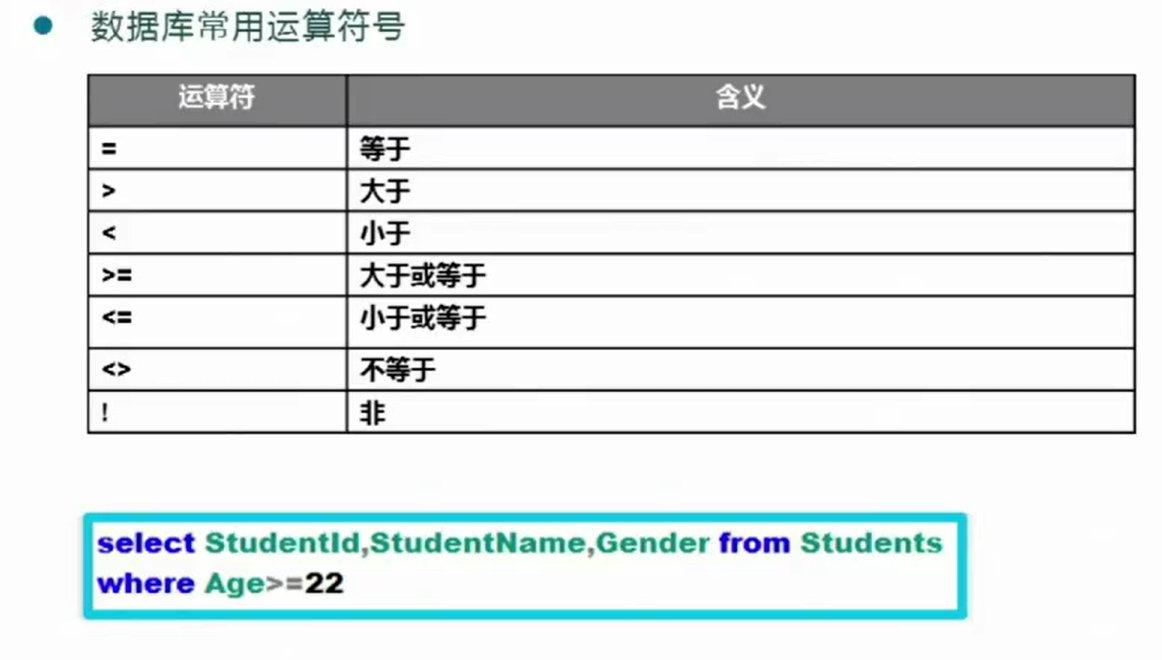 数据库常用运算符号
运算符 含义
= 等于
> 大于
< 小于
>= 大于或等于
<= 小于或等于
<> 不等于
! 非
select StudentId,StudentName,Gender from Students
where Age>=22